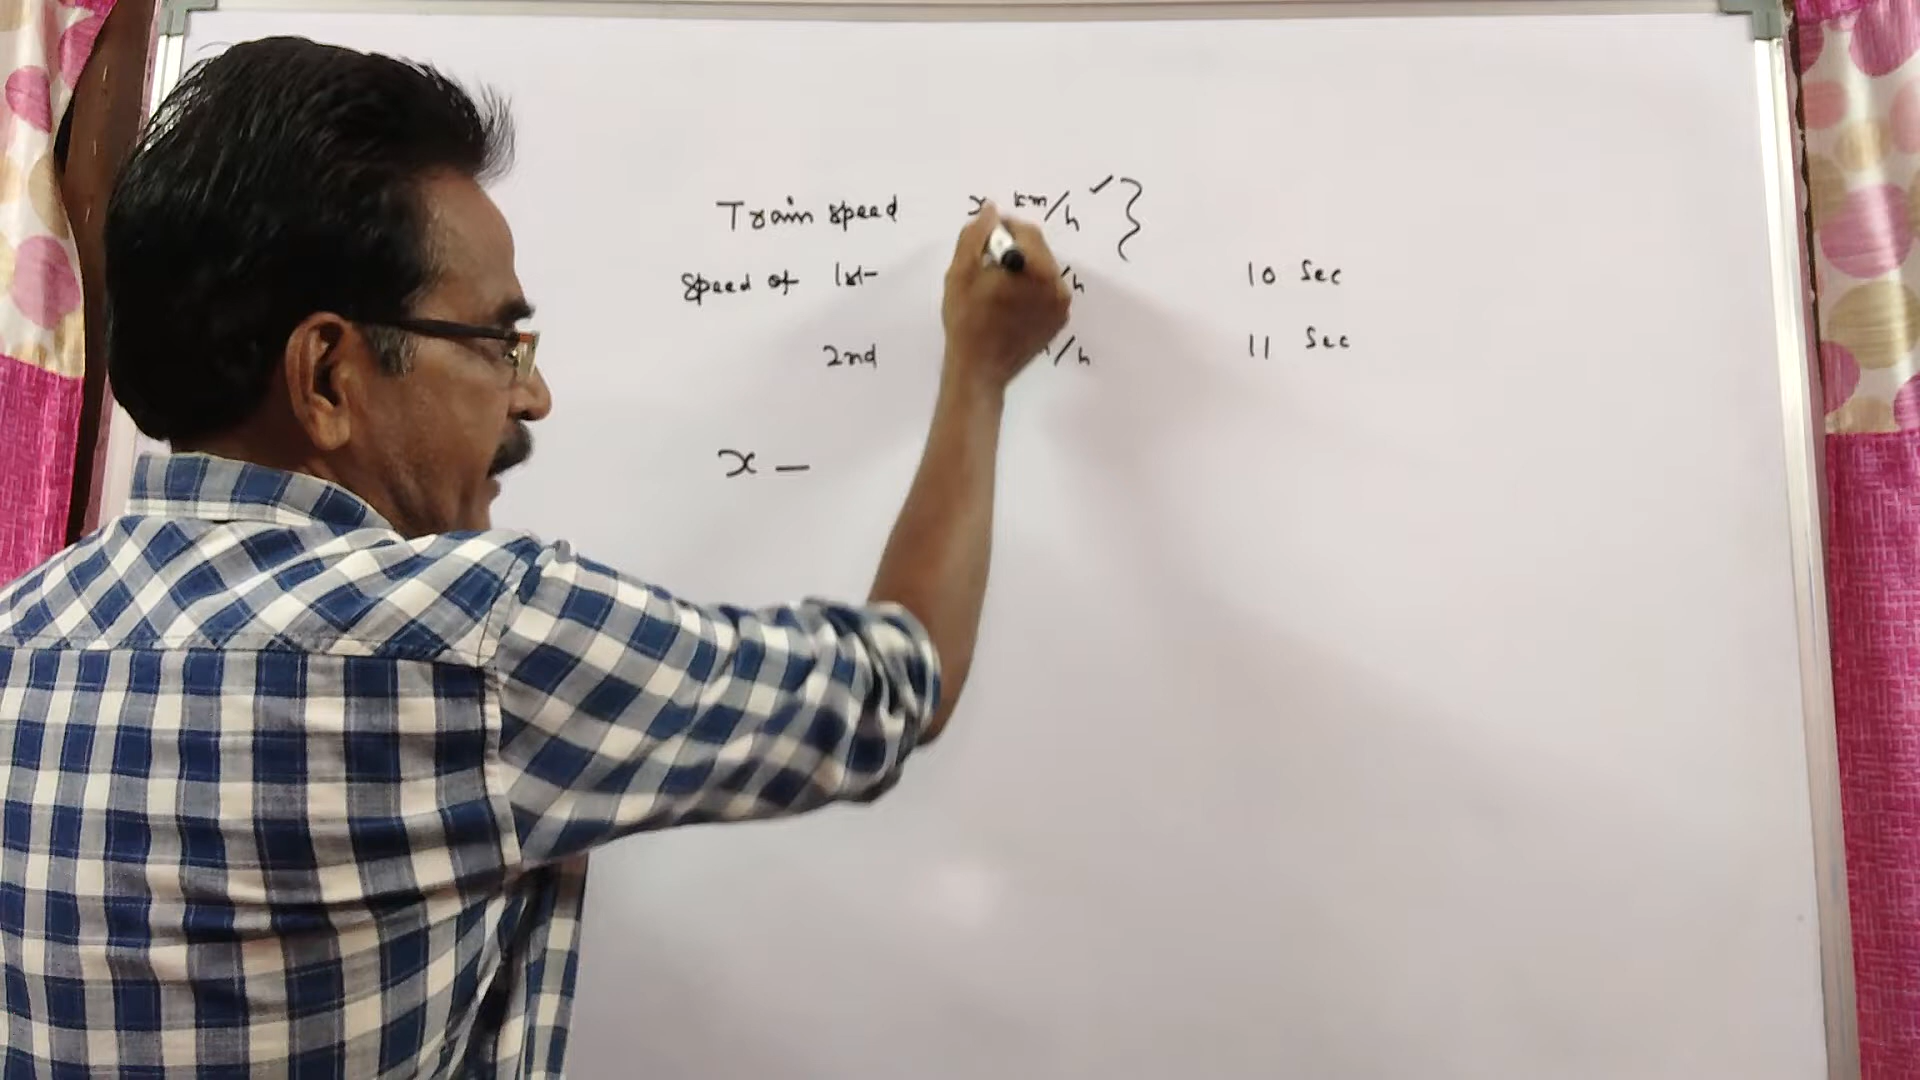 Train speed x km/h ✓ }
Speed of 1st /h 10 Sec
2nd /h 11 Sec
x —